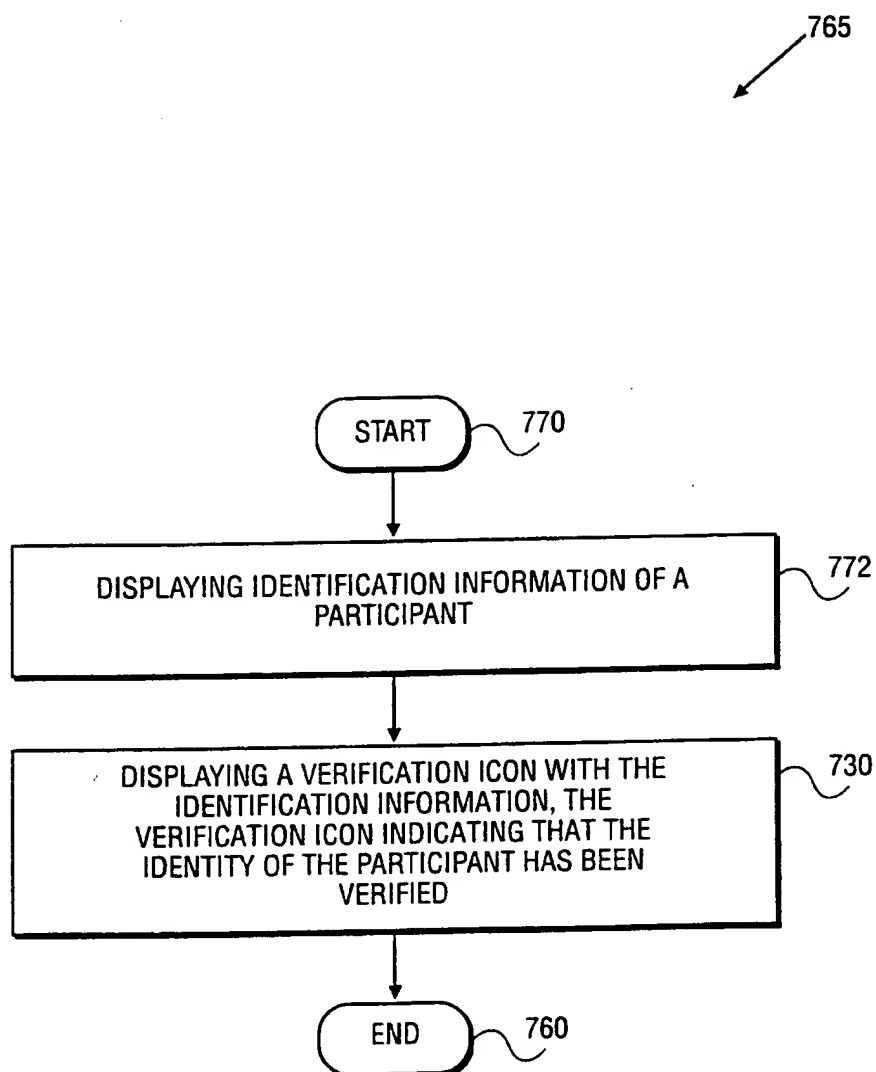 765
START
770
DISPLAYING IDENTIFICATION INFORMATION OF A
PARTICIPANT
772
DISPLAYING A VERIFICATION ICON WITH THE
IDENTIFICATION INFORMATION, THE
VERIFICATION ICON INDICATING THAT THE
IDENTITY OF THE PARTICIPANT HAS BEEN
VERIFIED
730
END
760